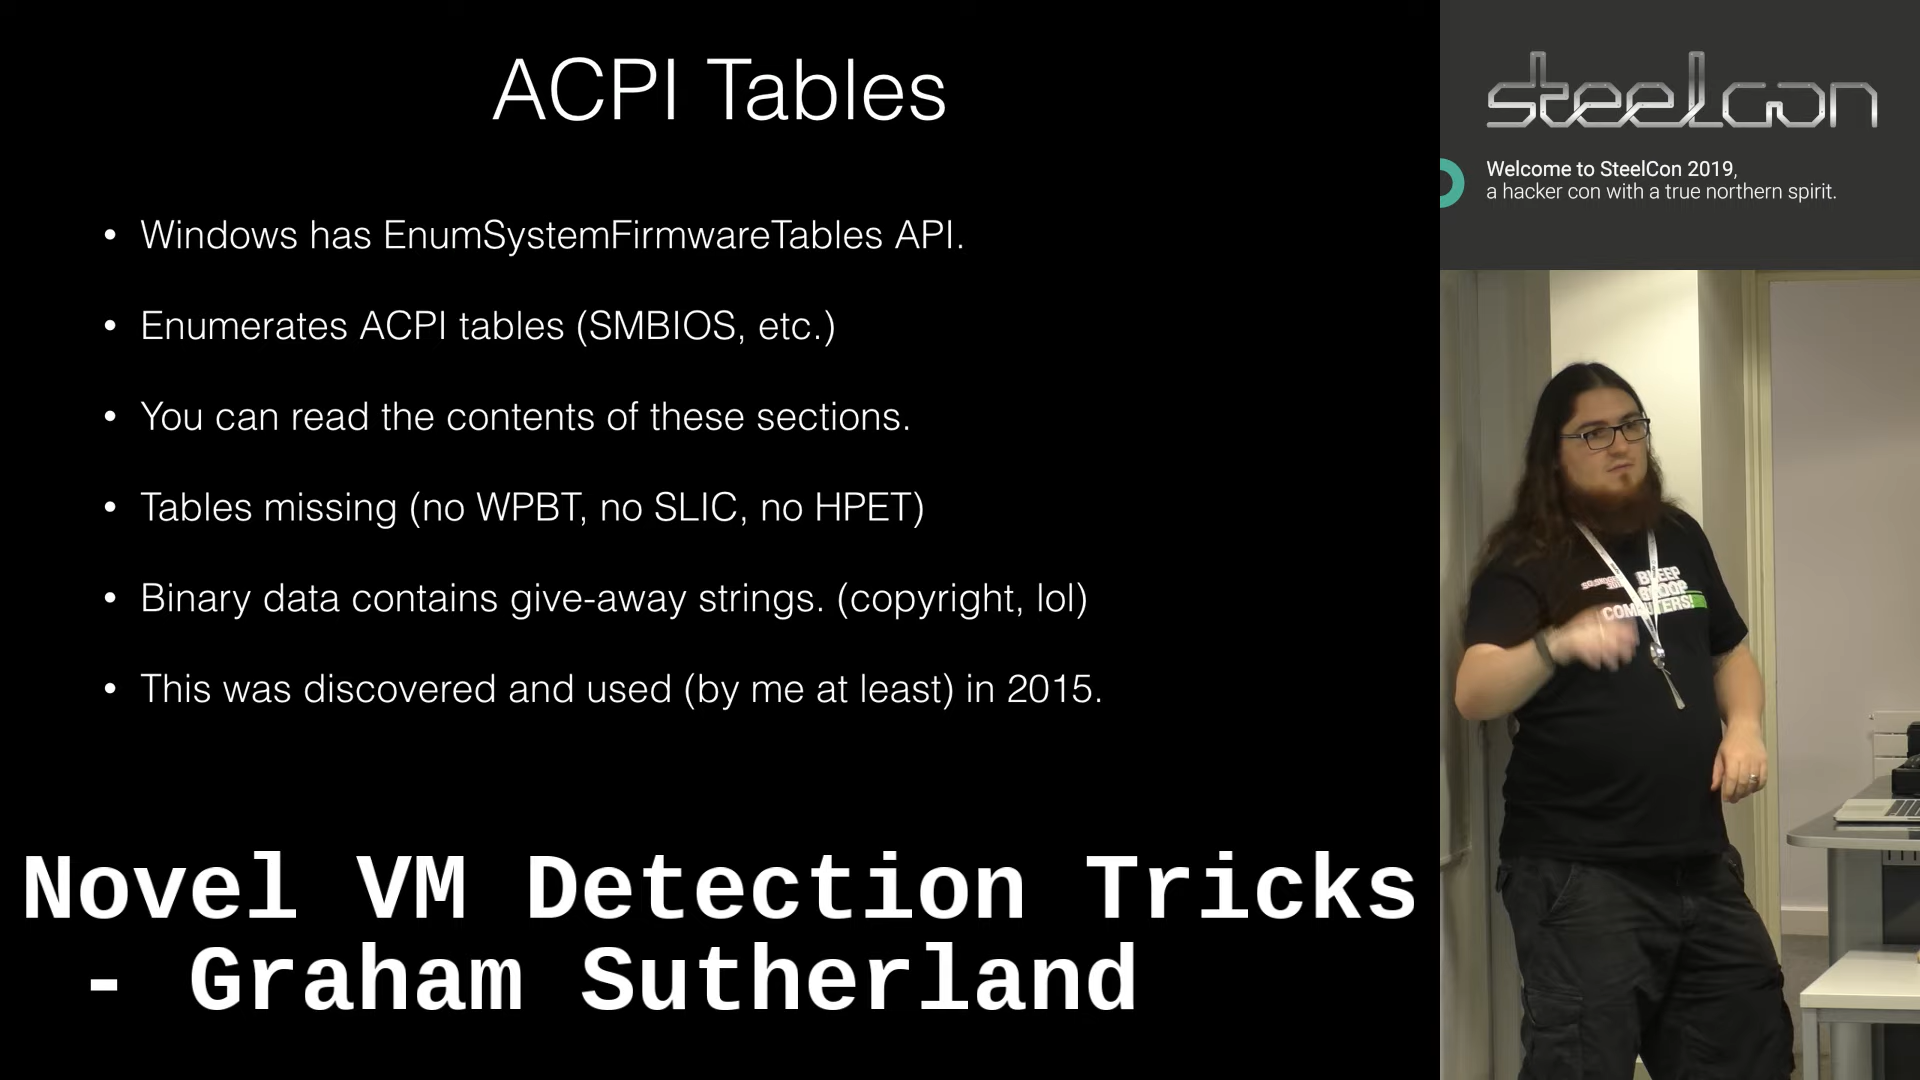 ACPI Tables
• Windows has EnumSystemFirmwareTables API.
• Enumerates ACPI tables (SMBIOS, etc.)
• You can read the contents of these sections.
• Tables missing (no WPBT, no SLIC, no HPET)
• Binary data contains give-away strings. (copyright, lol)
• This was discovered and used (by me at least) in 2015.
Novel VM Detection Tricks
- Graham Sutherland
steelcon
Welcome to SteelCon 2019,
a hacker con with a true northern spirit.
COMPUTERS!